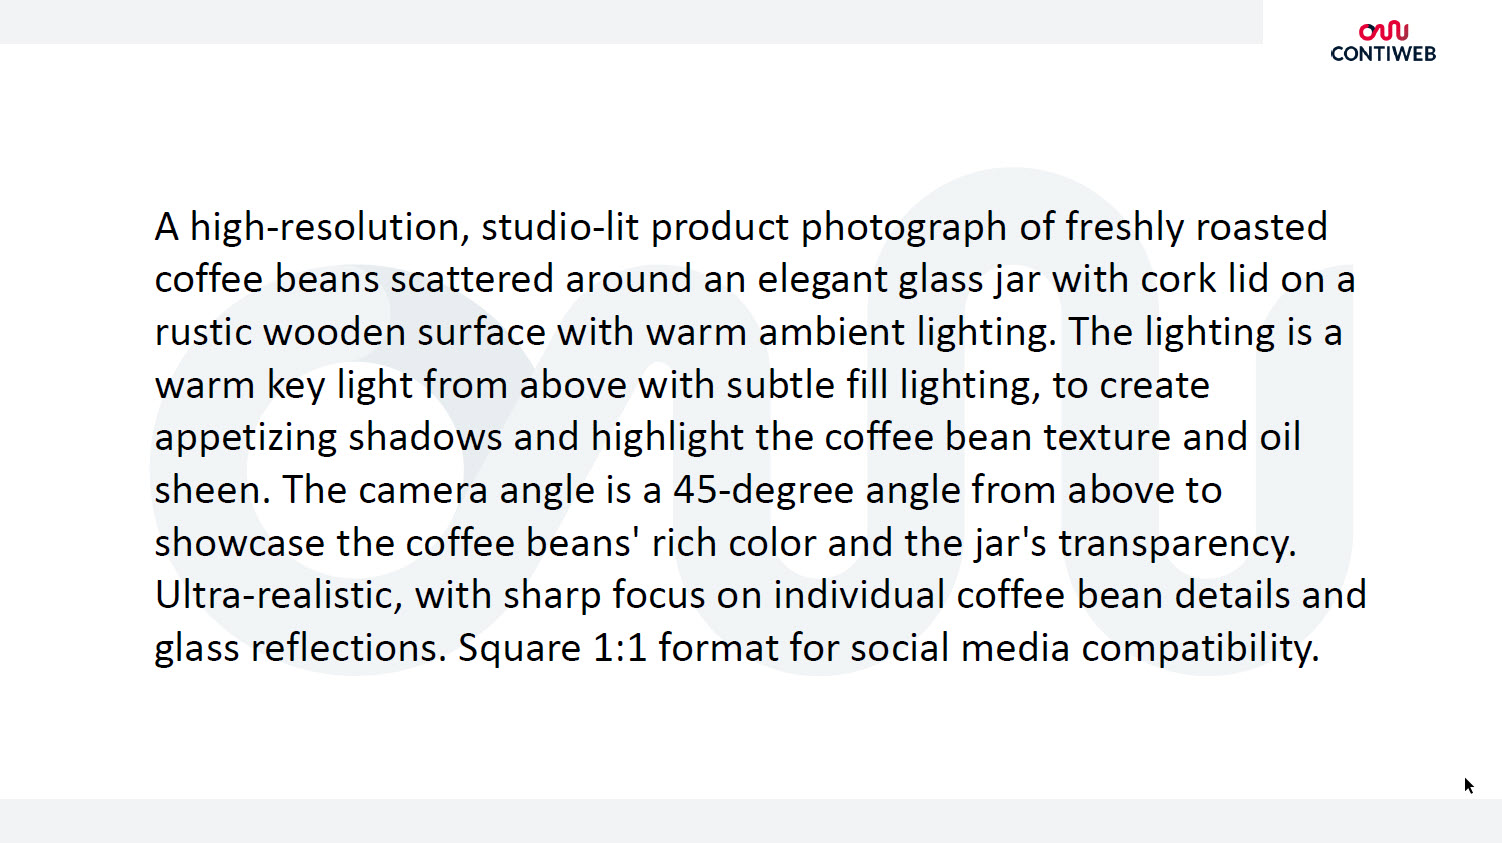 CONTIWEB
A high-resolution, studio-lit product photograph of freshly roasted
coffee beans scattered around an elegant glass jar with cork lid on a
rustic wooden surface with warm ambient lighting. The lighting is a
warm key light from above with subtle fill lighting, to create
appetizing shadows and highlight the coffee bean texture and oil
sheen. The camera angle is a 45-degree angle from above to
showcase the coffee beans' rich color and the jar's transparency.
Ultra-realistic, with sharp focus on individual coffee bean details and
glass reflections. Square 1:1 format for social media compatibility.